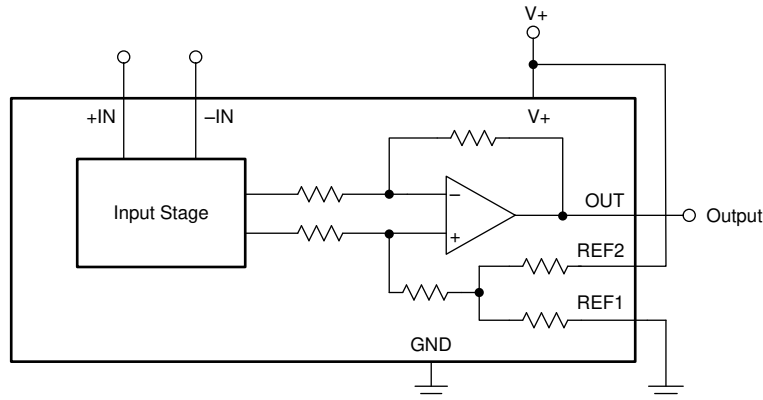 V+
+IN
–IN
V+
Input Stage
–
+
OUT
Output
REF2
REF1
GND